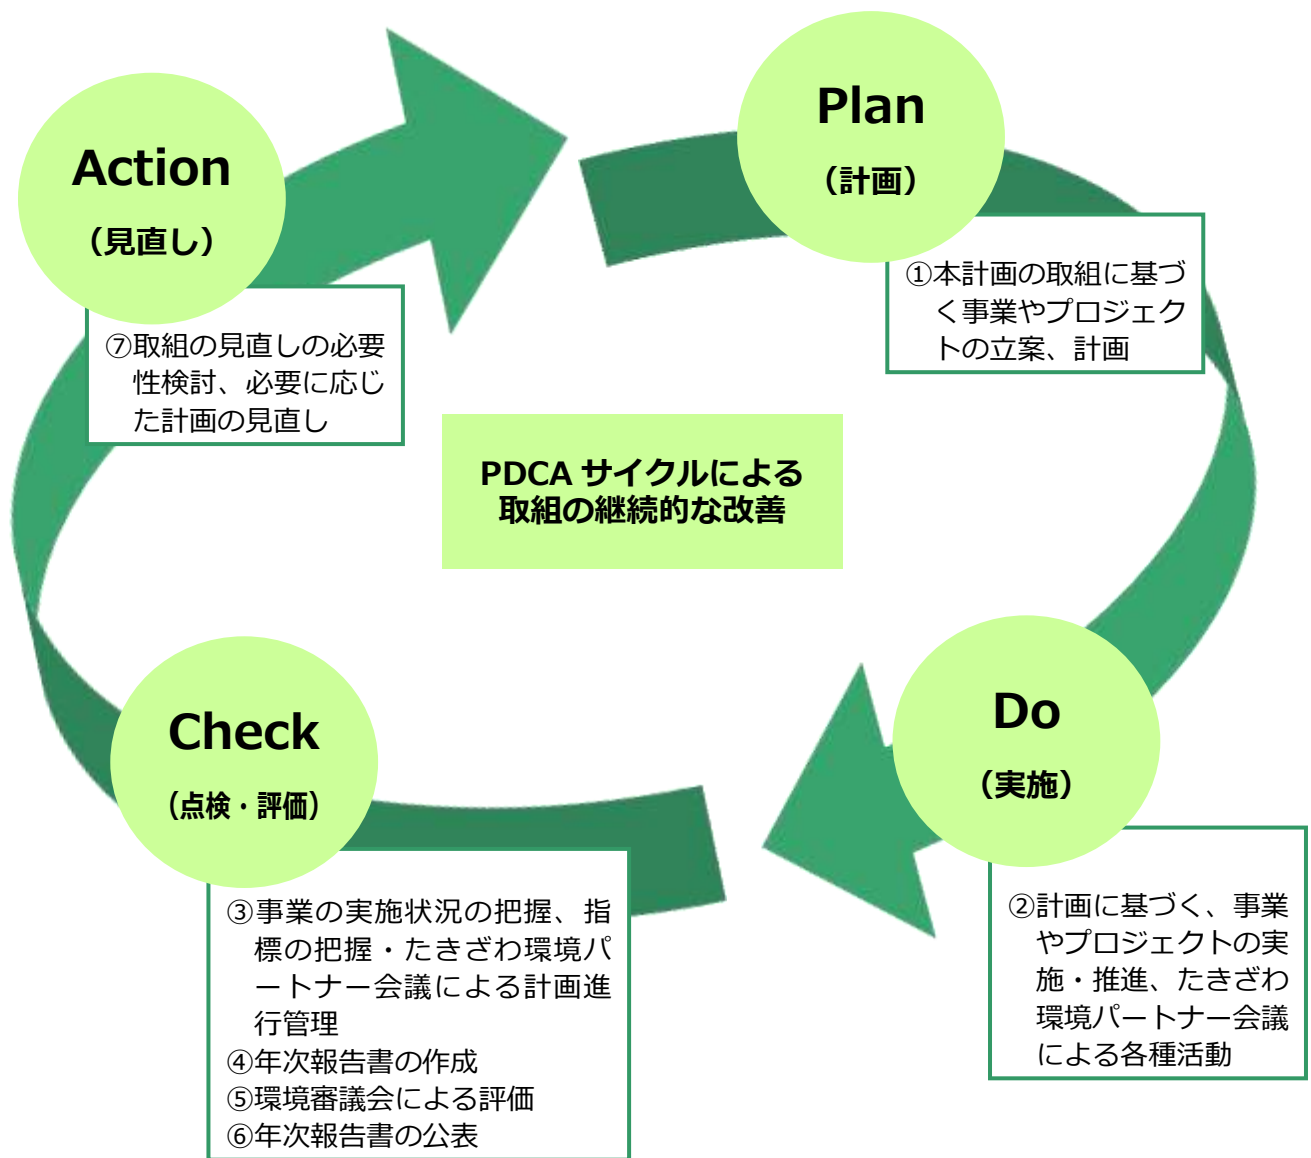 Plan
（計画）
①本計画の取組に基づ
く事業やプロジェク
トの立案、計画
Action
（見直し）
⑦取組の見直しの必要
性検討、必要に応じ
た計画の見直し
PDCA サイクルによる
取組の継続的な改善
Do
（実施）
②計画に基づく、事業
やプロジェクトの実
施・推進、たきざわ
環境パートナー会議
による各種活動
Check
（点検・評価）
③事業の実施状況の把握、指
標の把握・たきざわ環境パ
ートナー会議による計画進
行管理
④年次報告書の作成
⑤環境審議会による評価
⑥年次報告書の公表